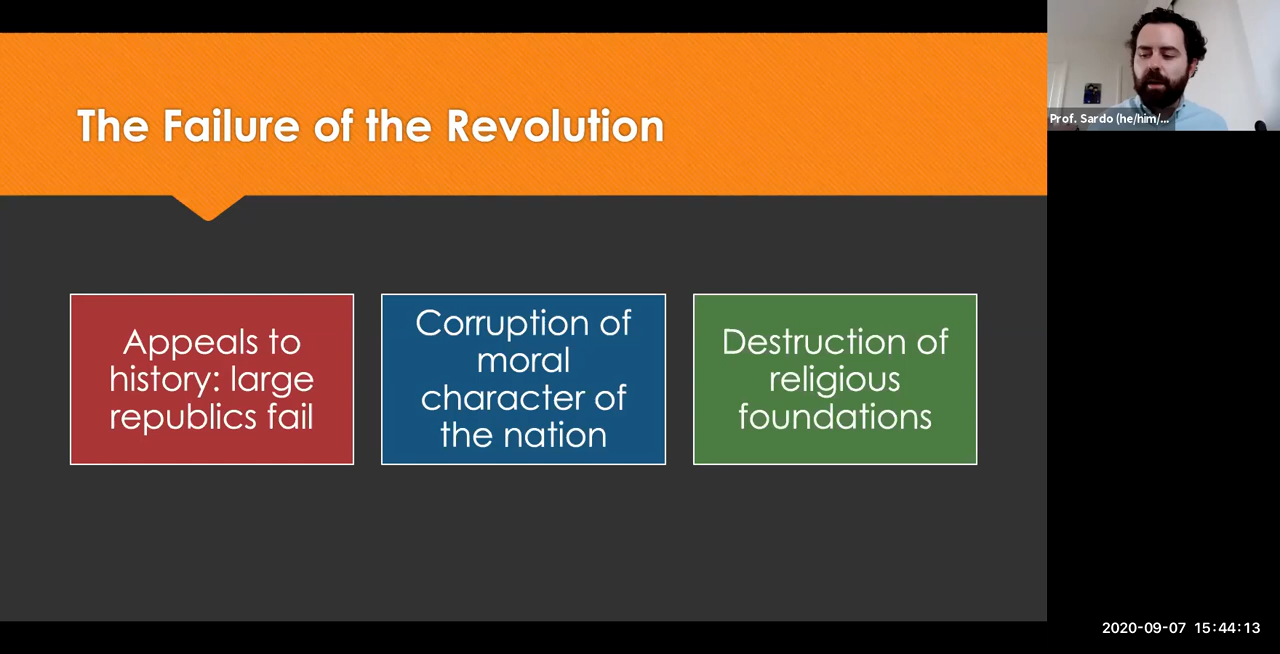 The Failure of the Revolution
Appeals to
history: large
republics fail
Corruption of
moral
character of
the nation
Destruction of
religious
foundations
Prof. Sardo (he/him/...
2020-09-07 15:44:13